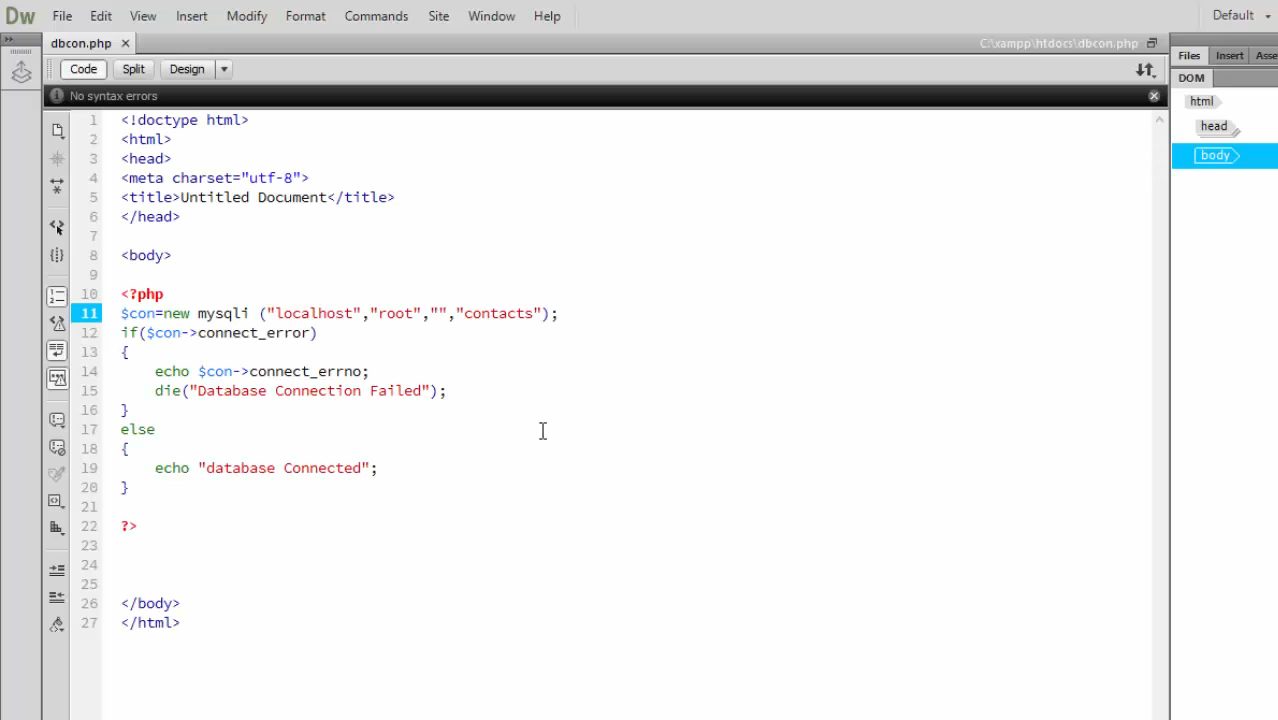 Dw File Edit View Insert Modify Format Commands Site Window Help Default
dbcon.php × C:\xampp\htdocs\dbcon.php
Code Split Design
Files Insert Asse
DOM
No syntax errors
html
head
body
1 <!doctype html>
2 <html>
3 <head>
4 <meta charset="utf-8">
5 <title>Untitled Document</title>
6 </head>
7
8 <body>
9
10 <?php
11 $con=new mysqli ("localhost","root","","contacts");
12 if($con->connect_error)
13 {
14 echo $con->connect_errno;
15 die("Database Connection Failed");
16 }
17 else
18 {
19 echo "database Connected";
20 }
21
22 ?>
23
24
25
26 </body>
27 </html>